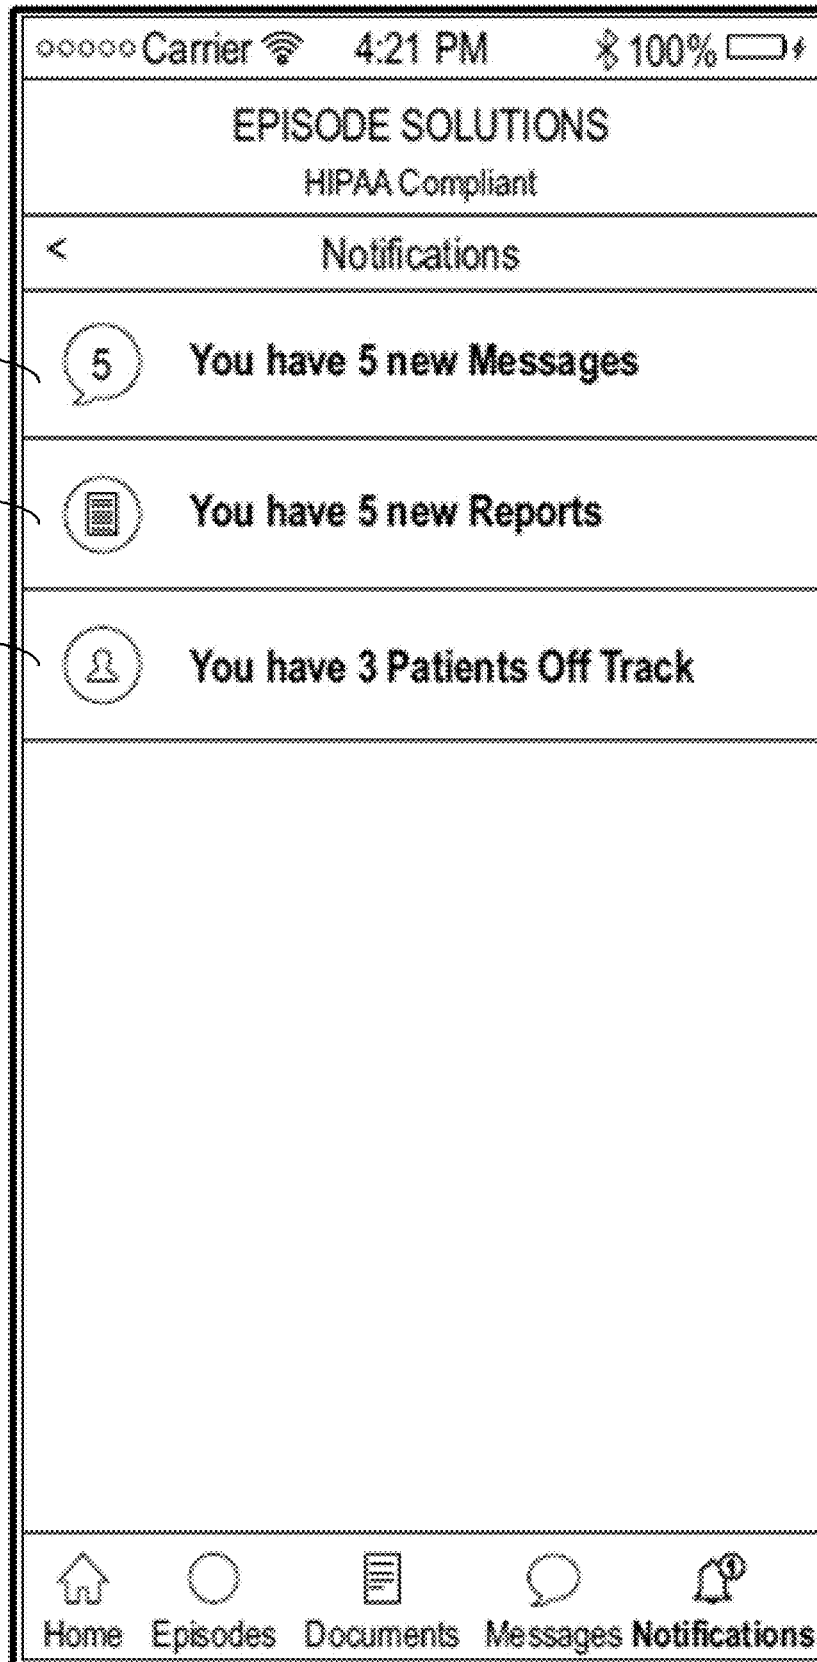 Carrier 4:21 PM 100%
EPISODE SOLUTIONS
HIPAA Compliant
< Notifications
5 You have 5 new Messages
You have 5 new Reports
You have 3 Patients Off Track
Home Episodes Documents Messages Notifications